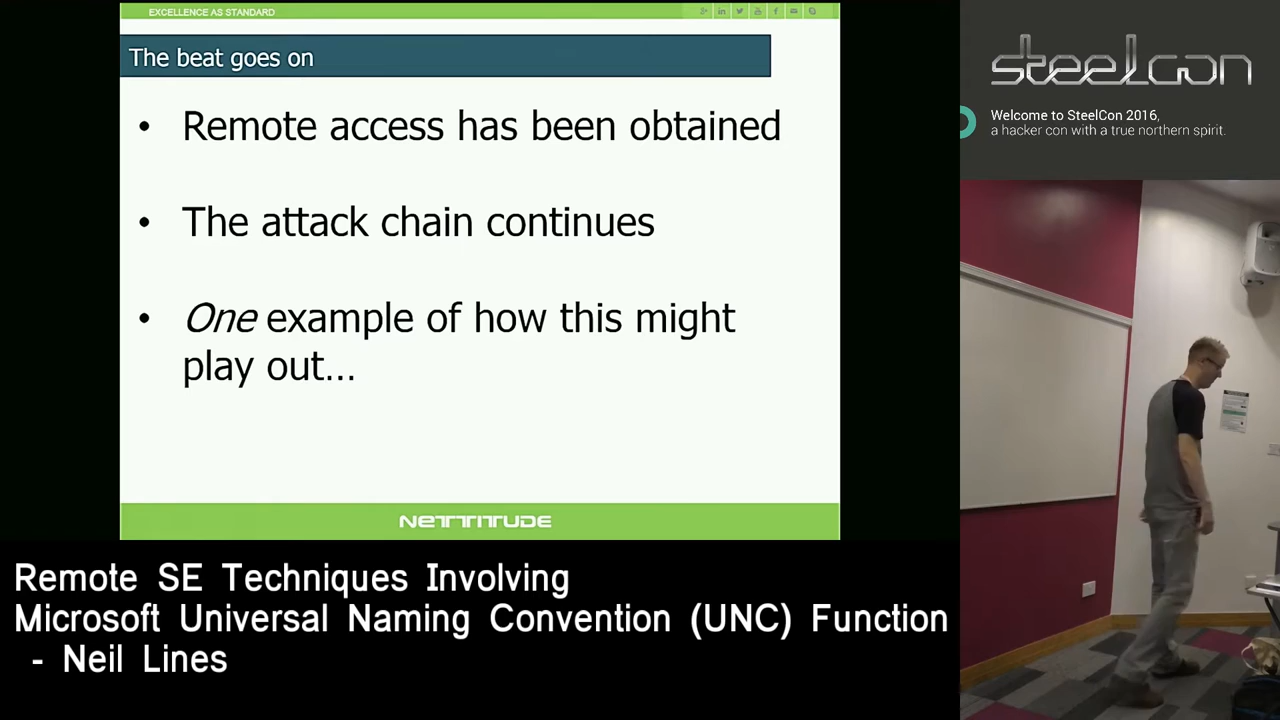 EXCELLENCE AS STANDARD
The beat goes on
• Remote access has been obtained
• The attack chain continues
• One example of how this might
play out...
NETTITUDE
Remote SE Techniques Involving
Microsoft Universal Naming Convention (UNC) Function
- Neil Lines
steelcon
Welcome to SteelCon 2016,
a hacker con with a true northern spirit.